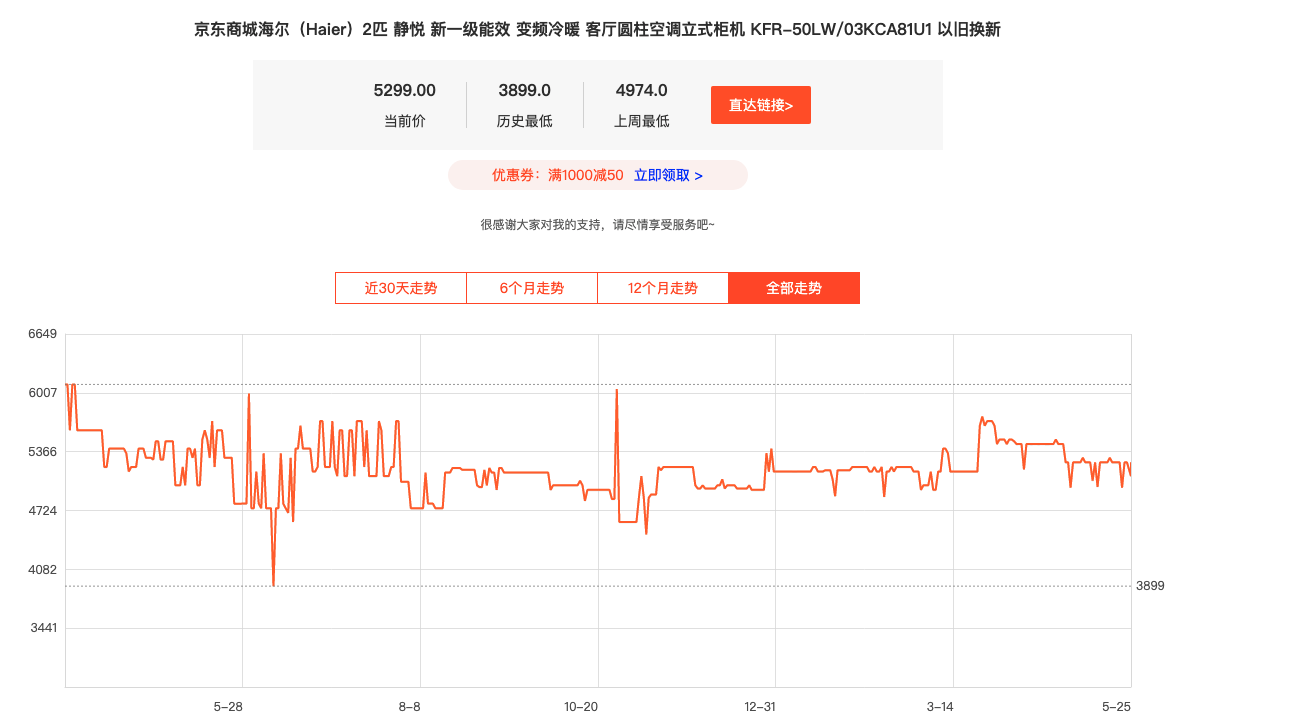 京东商城海尔（Haier）2匹 静悦 新一级能效 变频冷暖 客厅圆柱空调立式柜机 KFR-50LW/03KCA81U1 以旧换新
5299.00 3899.0 4974.0
当前价 历史最低 上周最低
直达链接>
优惠券：满1000减50 立即领取 >
很感谢大家对我的支持，请尽情享受服务吧~
近30天走势 6个月走势 12个月走势 全部走势
6649
6007
5366
4724
4082
3899
3441
5-28 8-8 10-20 12-31 3-14 5-25